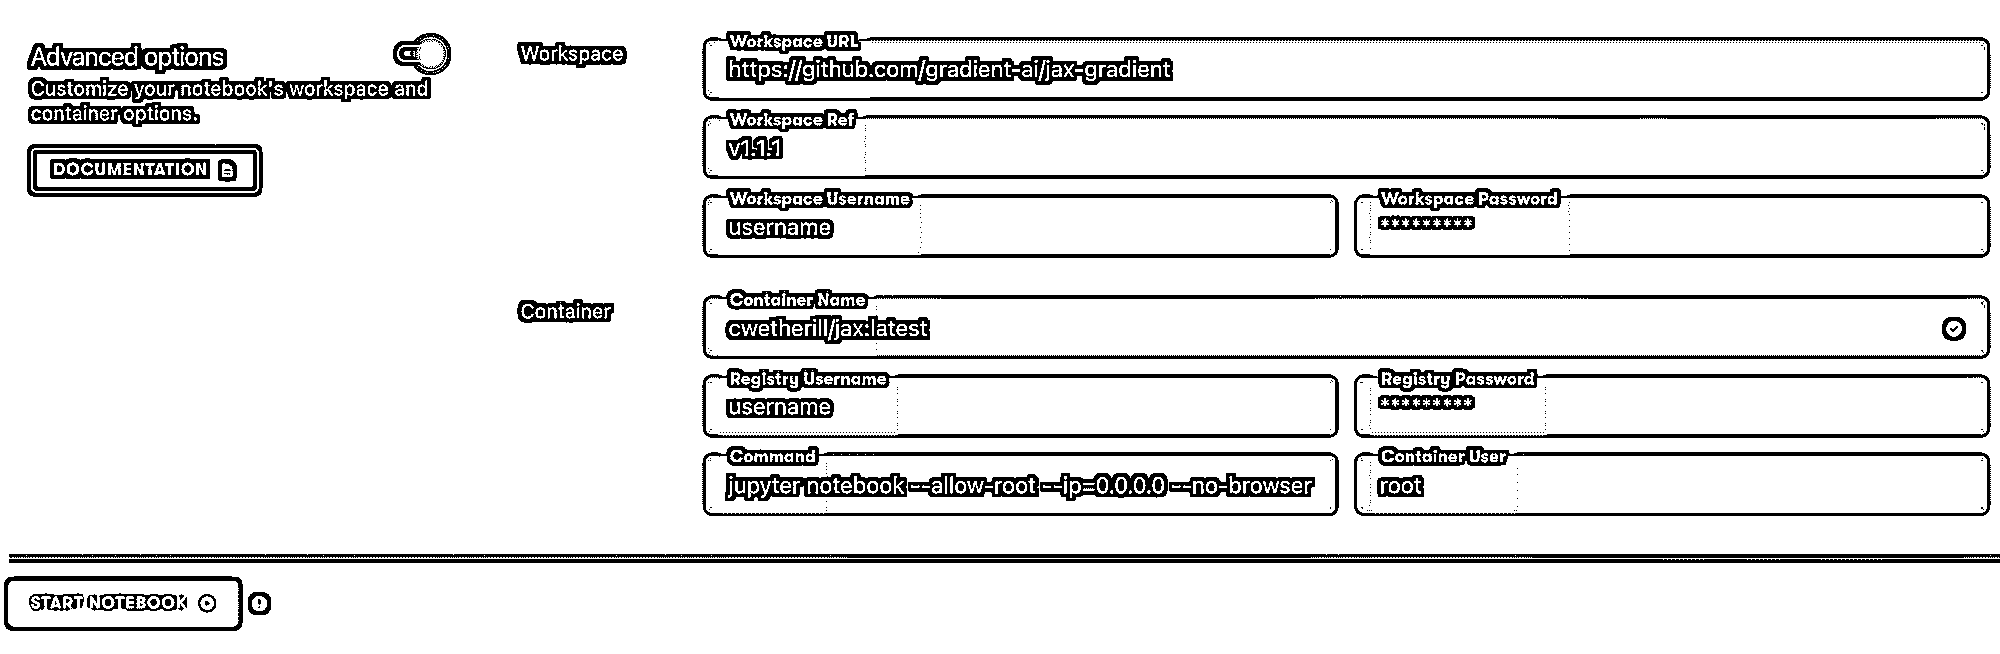 Advanced options
Customize your notebook's workspace and
container options.
DOCUMENTATION
Workspace
Workspace URL
https://github.com/gradient-ai/jax-gradient
Workspace Ref
v1.1.1
Workspace Username
username
Workspace Password
*********
Container
Container Name
cwetherill/jax:latest
Registry Username
username
Registry Password
*********
Command
jupyter notebook --allow-root --ip=0.0.0.0 --no-browser
Container User
root
START NOTEBOOK